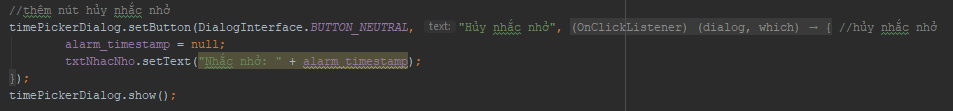 //thêm nút hủy nhắc nhở
timePickerDialog.setButton(DialogInterface.BUTTON_NEUTRAL, text: "Hủy nhắc nhở", (OnClickListener) (dialog, which) → { //hủy nhắc nhở
alarm_timestamp = null;
txtNhacNho.setText("Nhắc nhở: " + alarm_timestamp);
});
timePickerDialog.show();